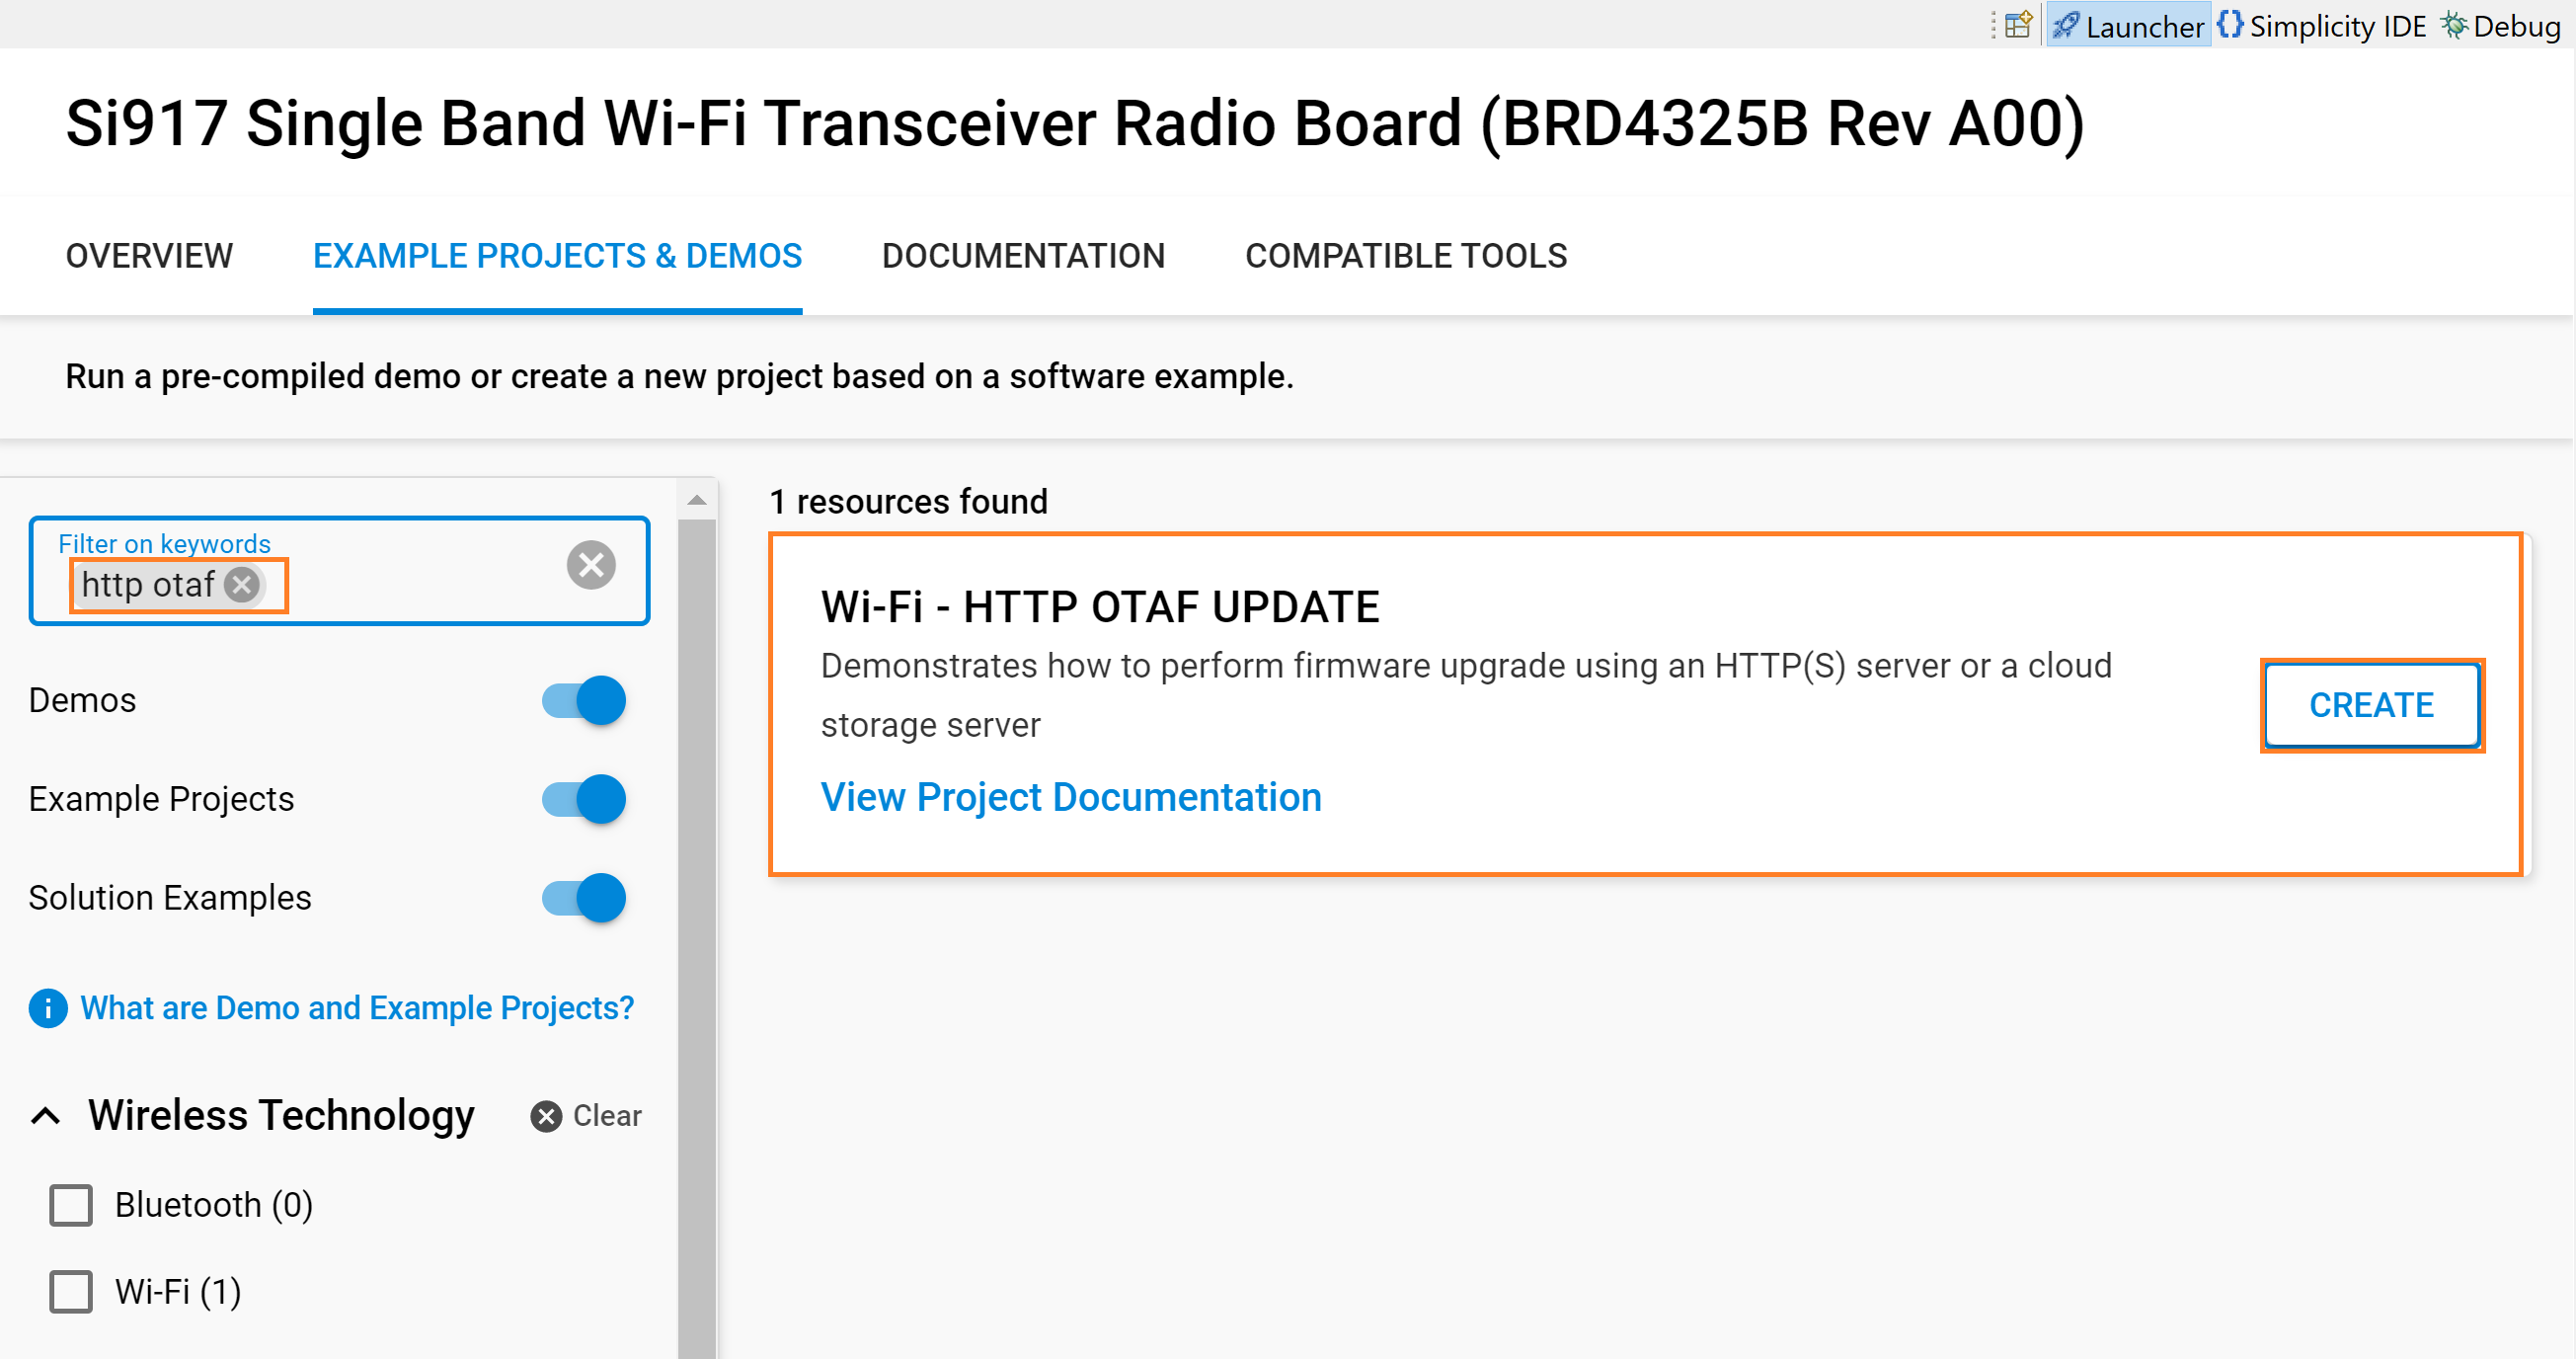 Launcher Simplicity IDE Debug
Si917 Single Band Wi-Fi Transceiver Radio Board (BRD4325B Rev A00)
OVERVIEW EXAMPLE PROJECTS & DEMOS DOCUMENTATION COMPATIBLE TOOLS
Run a pre-compiled demo or create a new project based on a software example.
Filter on keywords
http otaf
Demos
Example Projects
Solution Examples
What are Demo and Example Projects?
Wireless Technology Clear
Bluetooth (0)
Wi-Fi (1)
1 resources found
Wi-Fi - HTTP OTAF UPDATE
Demonstrates how to perform firmware upgrade using an HTTP(S) server or a cloud
storage server
View Project Documentation
CREATE